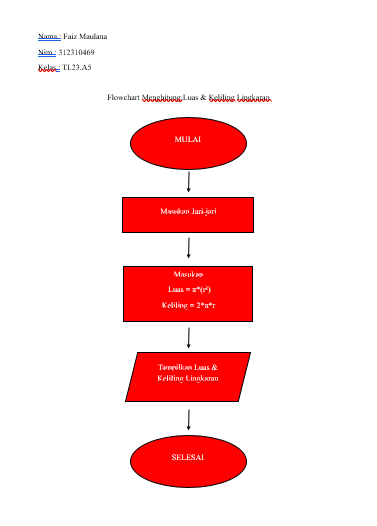 Nama : Faiz Maulana
Nim : 312310469
Kelas : TI.23.A5
Flowchart Menghitung Luas & Keliling Lingkaran
MULAI
Masukan Jari-jari
Masukan
Luas = π*(r²)
Keliling = 2*π*r
Tampilkan Luas &
Keliling Lingkaran
SELESAI